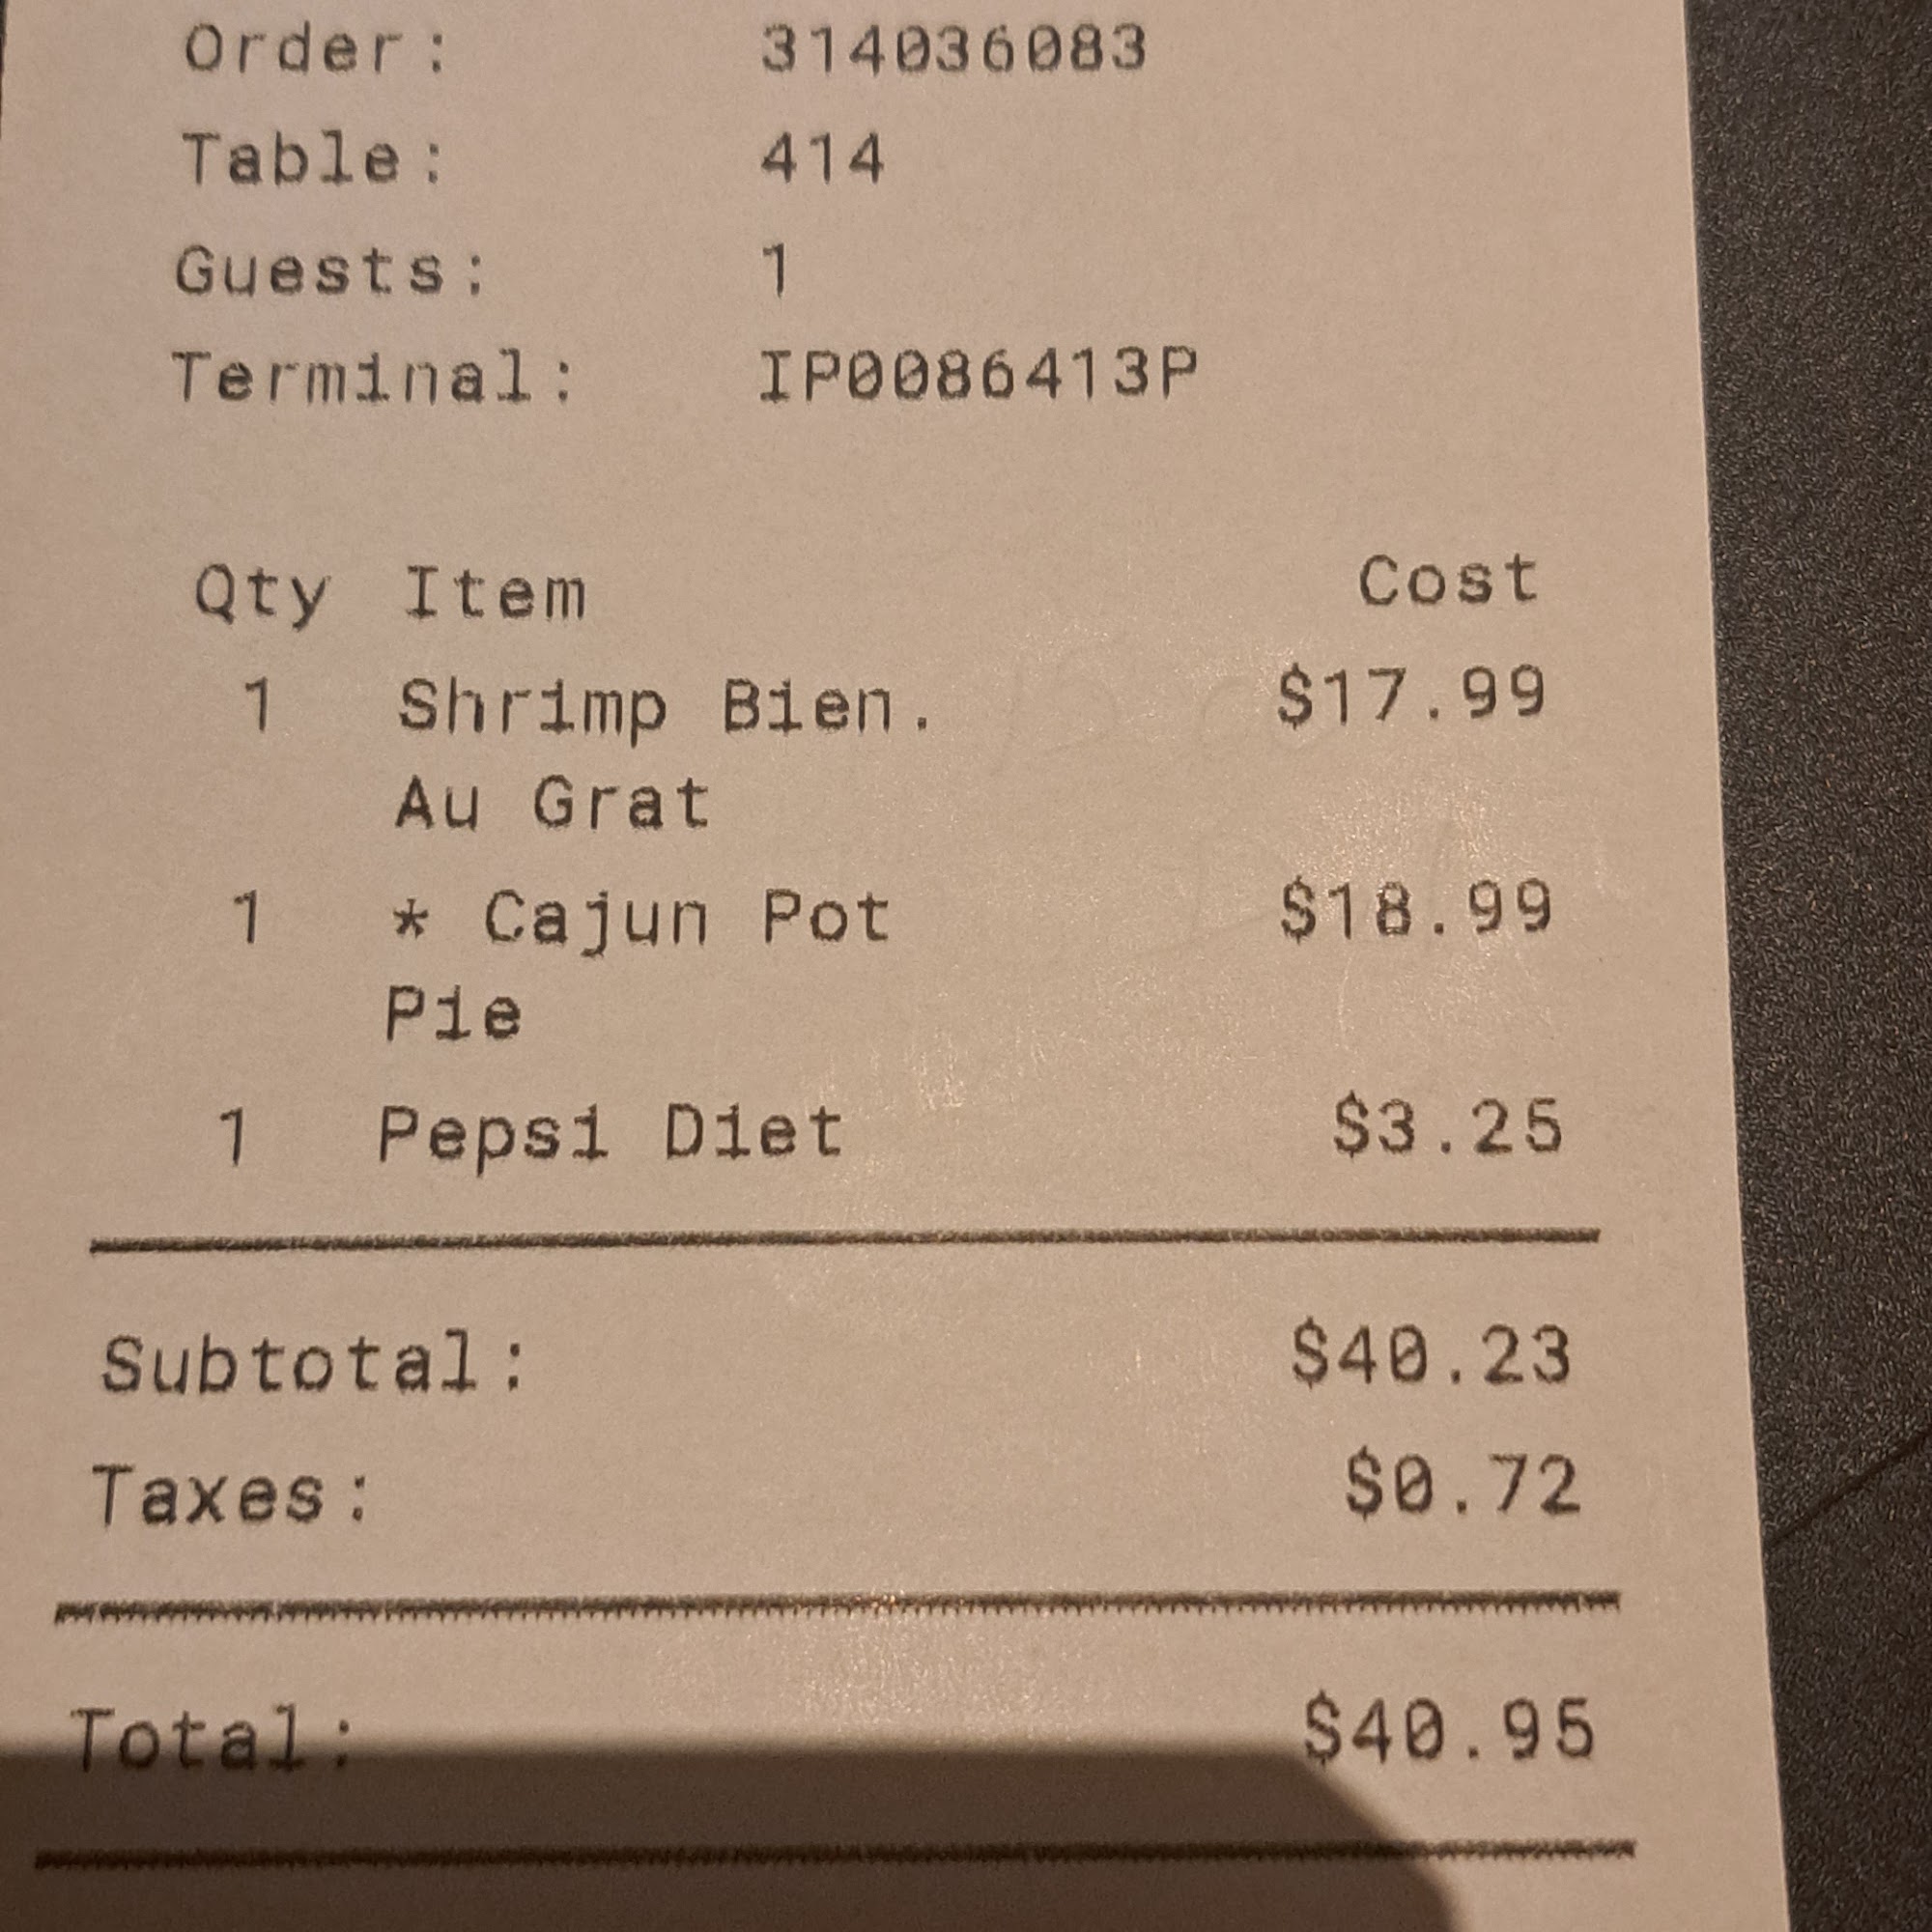 Order: 314036083
Table: 414
Guests: 1
Terminal: IP0086413P
Qty Item Cost
1 Shrimp Bien. $17.99
Au Grat
1 * Cajun Pot $18.99
Pie
1 Pepsi Diet $3.25
Subtotal: $40.23
Taxes: $0.72
Total: $40.95